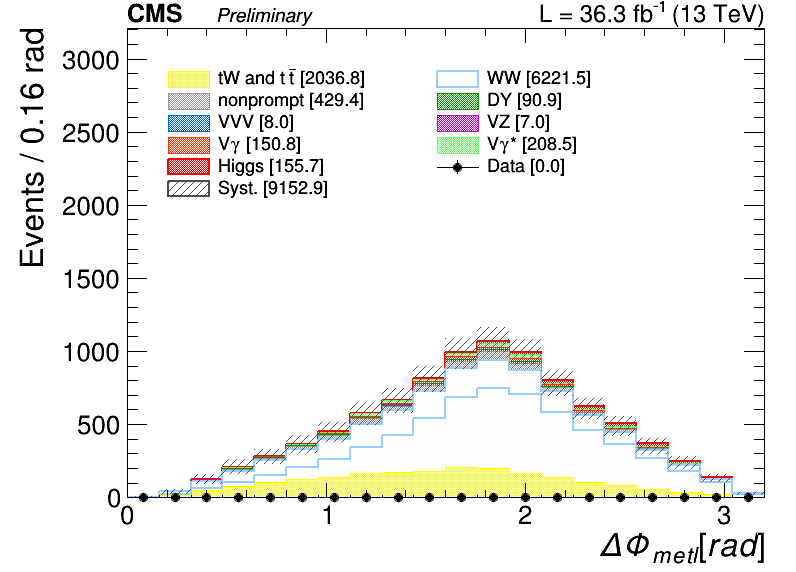 CMS Preliminary L = 36.3 fb⁻¹ (13 TeV)
Events / 0.16 rad
3000
2500
2000
1500
1000
500
0
tW and t t̄ [2036.8]
nonprompt [429.4]
VVV [8.0]
Vγ [150.8]
Higgs [155.7]
Syst. [9152.9]
WW [6221.5]
DY [90.9]
VZ [7.0]
Vγ* [208.5]
Data [0.0]
0 1 2 3
ΔΦ_metl[rad]